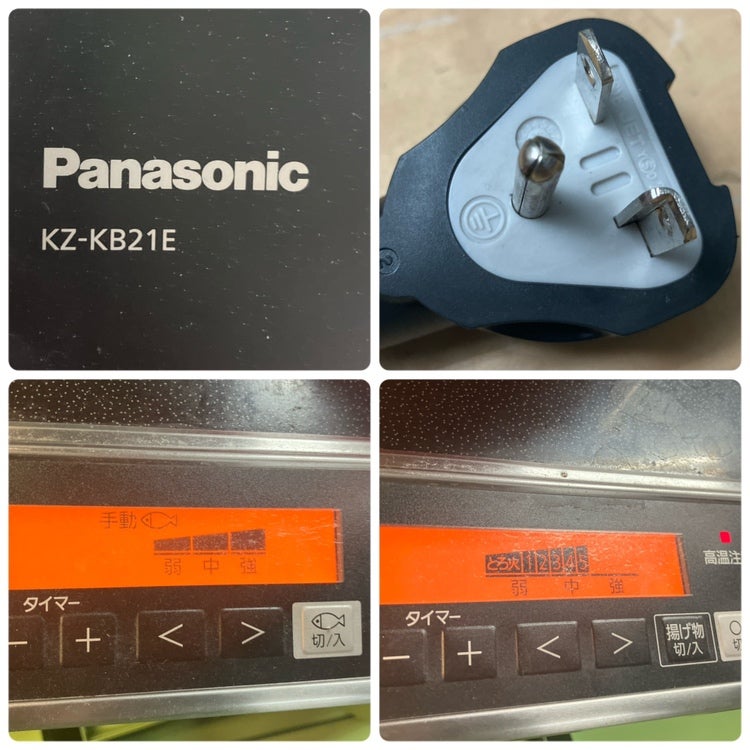 Panasonic
KZ-KB21E
手動
弱 中 強
タイマー
− + < >
切/入
とろ火 1 2 3 4 5
弱 中 強
高温注
タイマー
− + < >
揚げ物
切/入
切